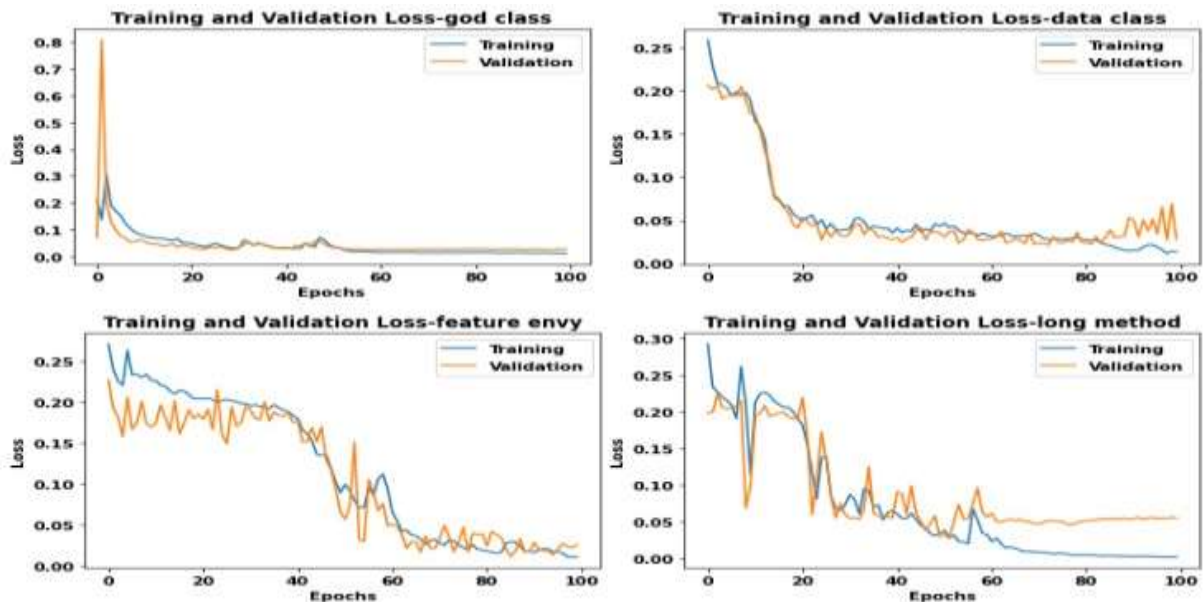 Training and Validation Loss-god class
Training
Validation
Loss
0.8
0.7
0.6
0.5
0.4
0.3
0.2
0.1
0.0
0
20
40
60
80
100
Epochs
Training and Validation Loss-data class
Training
Validation
Loss
0.25
0.20
0.15
0.10
0.05
0.00
0
20
40
60
80
100
Epochs
Training and Validation Loss-feature envy
Training
Validation
Loss
0.25
0.20
0.15
0.10
0.05
0.00
0
20
40
60
80
100
Epochs
Training and Validation Loss-long method
Training
Validation
Loss
0.30
0.25
0.20
0.15
0.10
0.05
0.00
0
20
40
60
80
100
Epochs